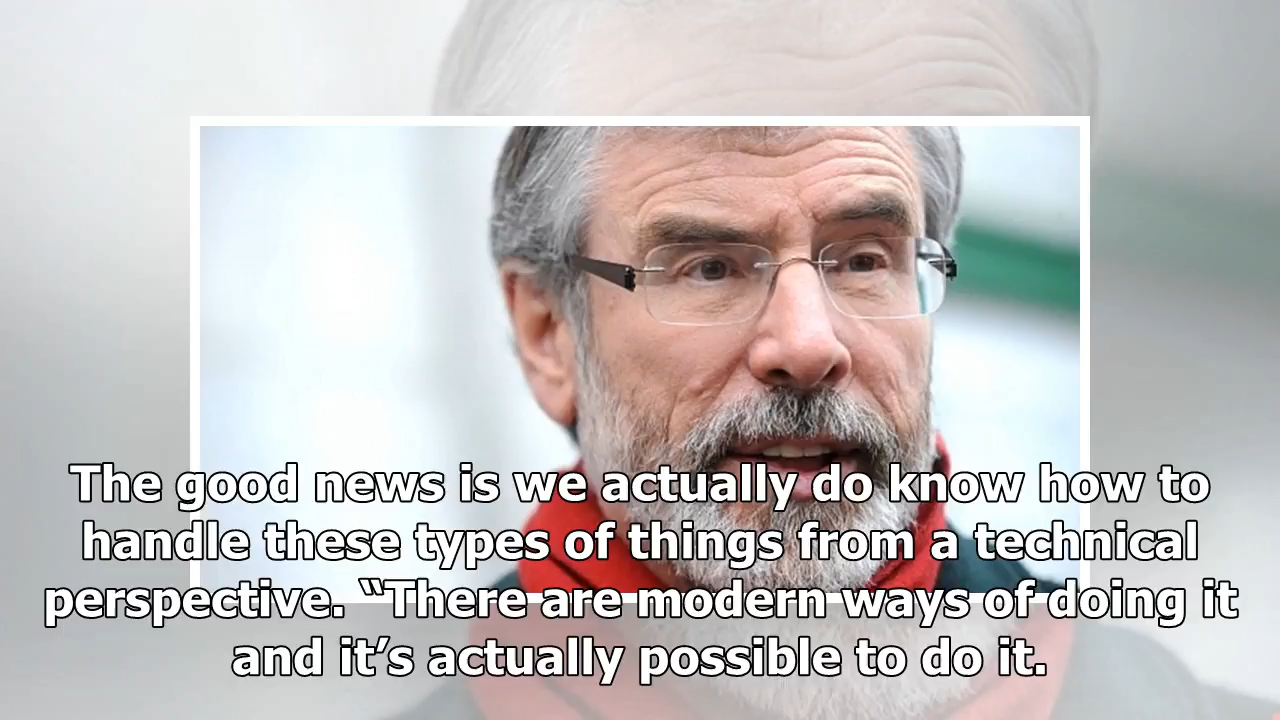 The good news is we actually do know how to
handle these types of things from a technical
perspective. “There are modern ways of doing it
and it’s actually possible to do it.